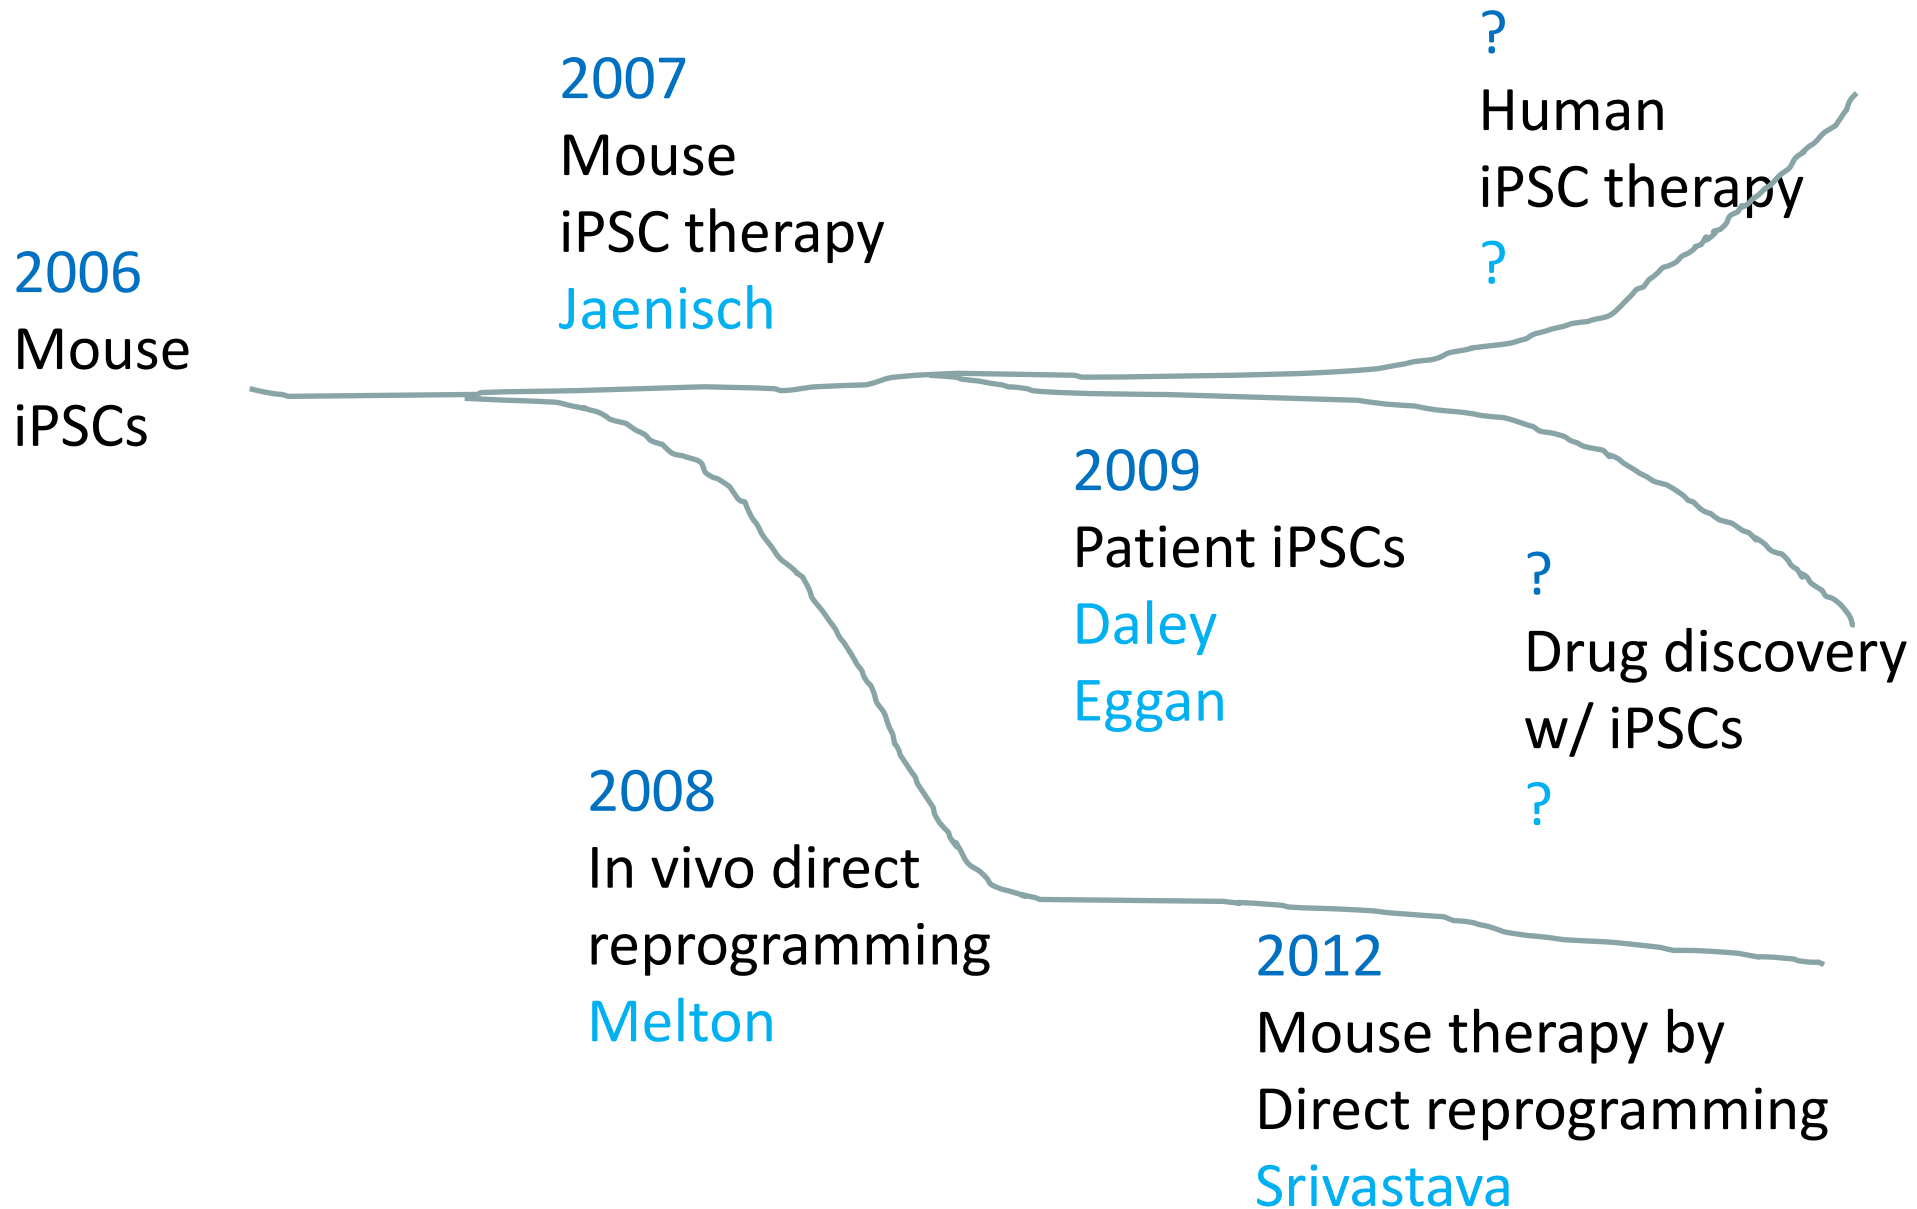 2006
Mouse
iPSCs
2007
Mouse
iPSC therapy
Jaenisch
2008
In vivo direct
reprogramming
Melton
2009
Patient iPSCs
Daley
Eggan
?
Human
iPSC therapy
?
?
Drug discovery
w/ iPSCs
?
2012
Mouse therapy by
Direct reprogramming
Srivastava